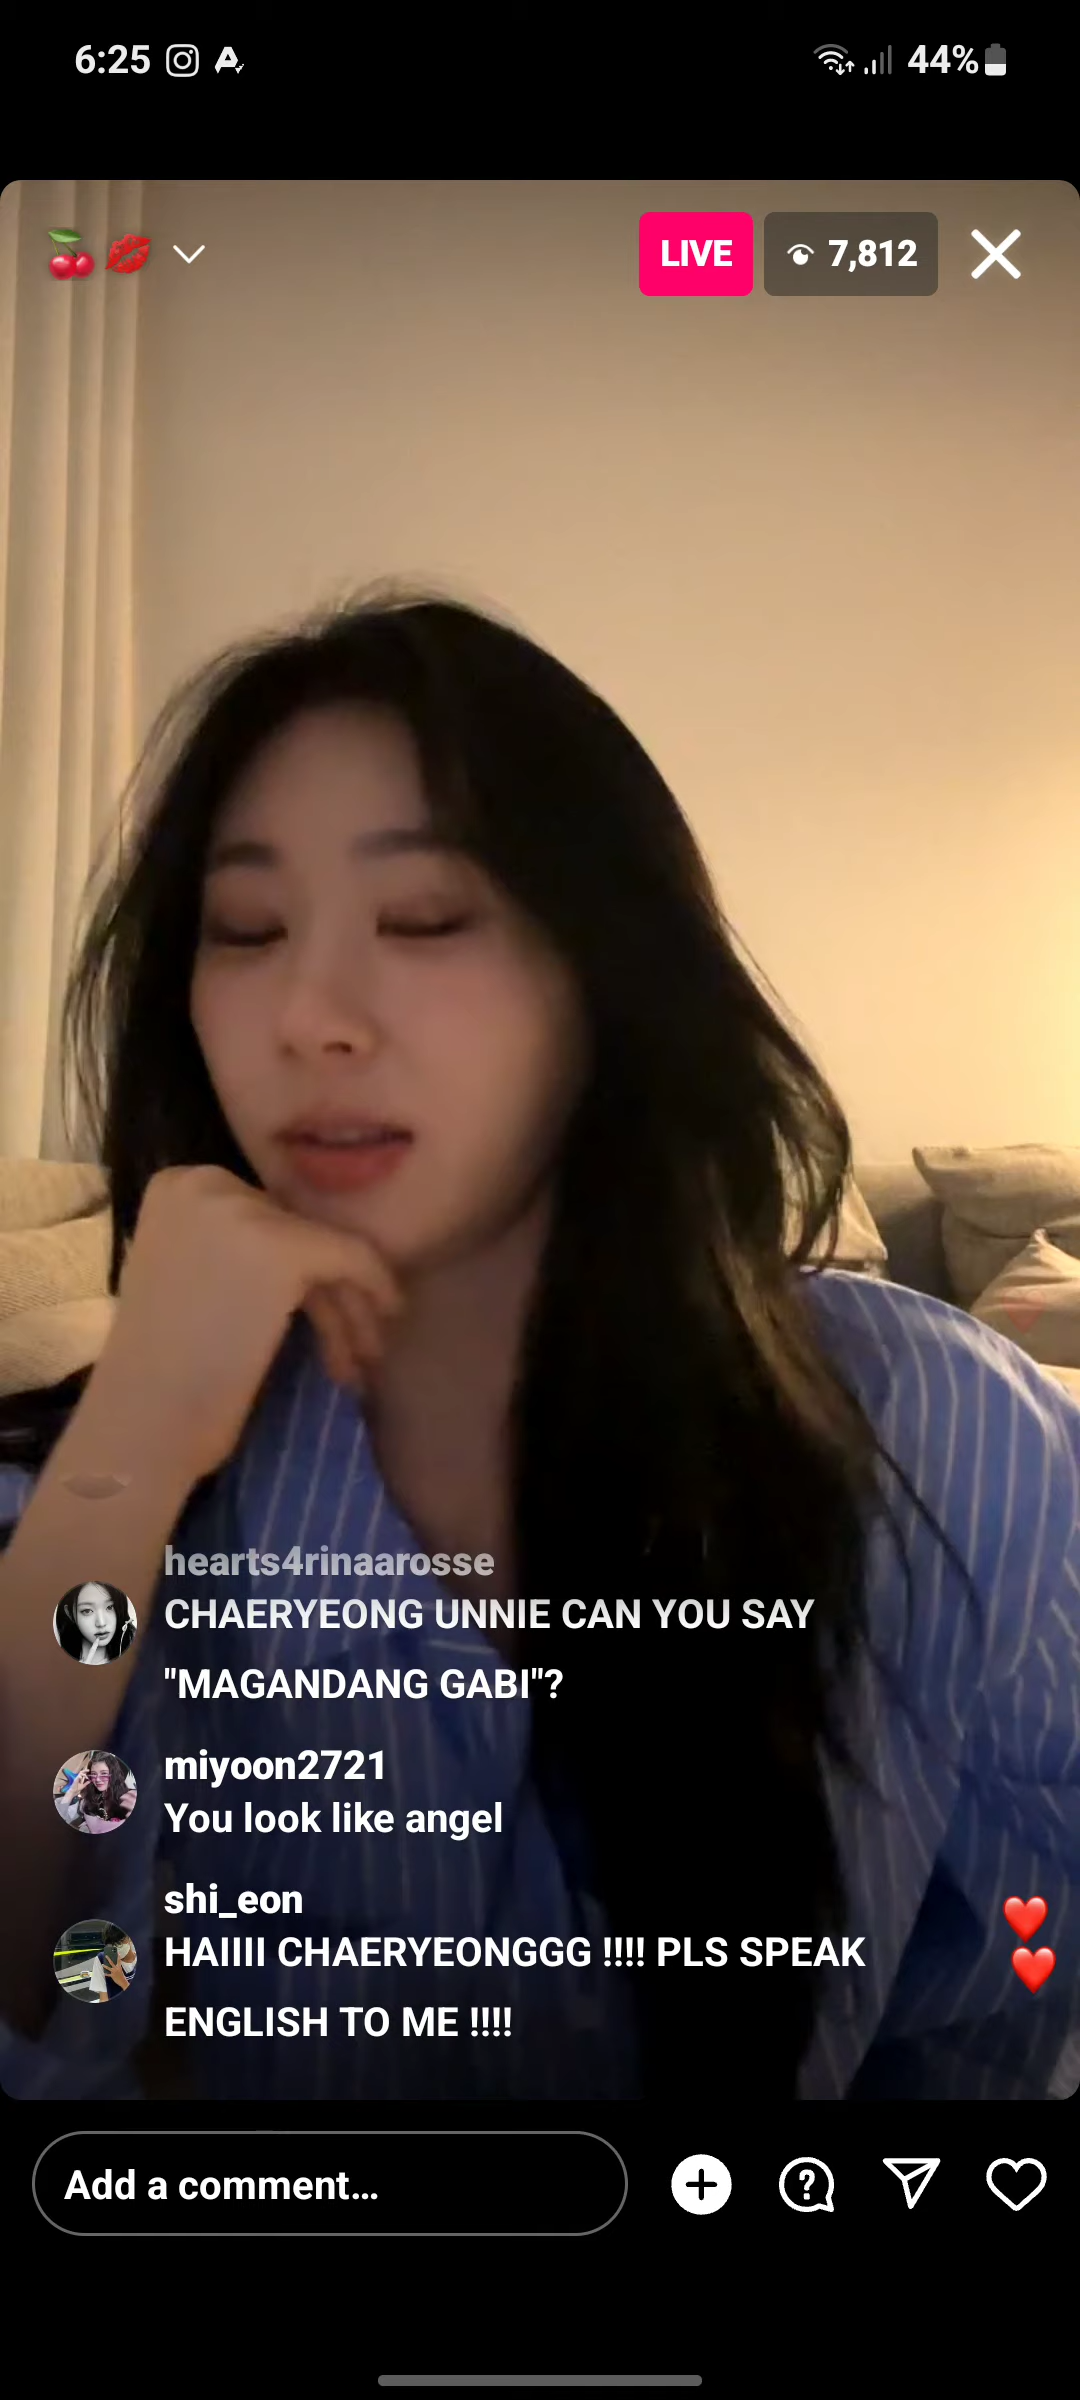 6:25
44%
LIVE
7,812
hearts4rinaarosse
CHAERYEONG UNNIE CAN YOU SAY
"MAGANDANG GABI"?
miyoon2721
You look like angel
shi_eon
HAIIII CHAERYEONGGG !!!! PLS SPEAK
ENGLISH TO ME !!!!
Add a comment...